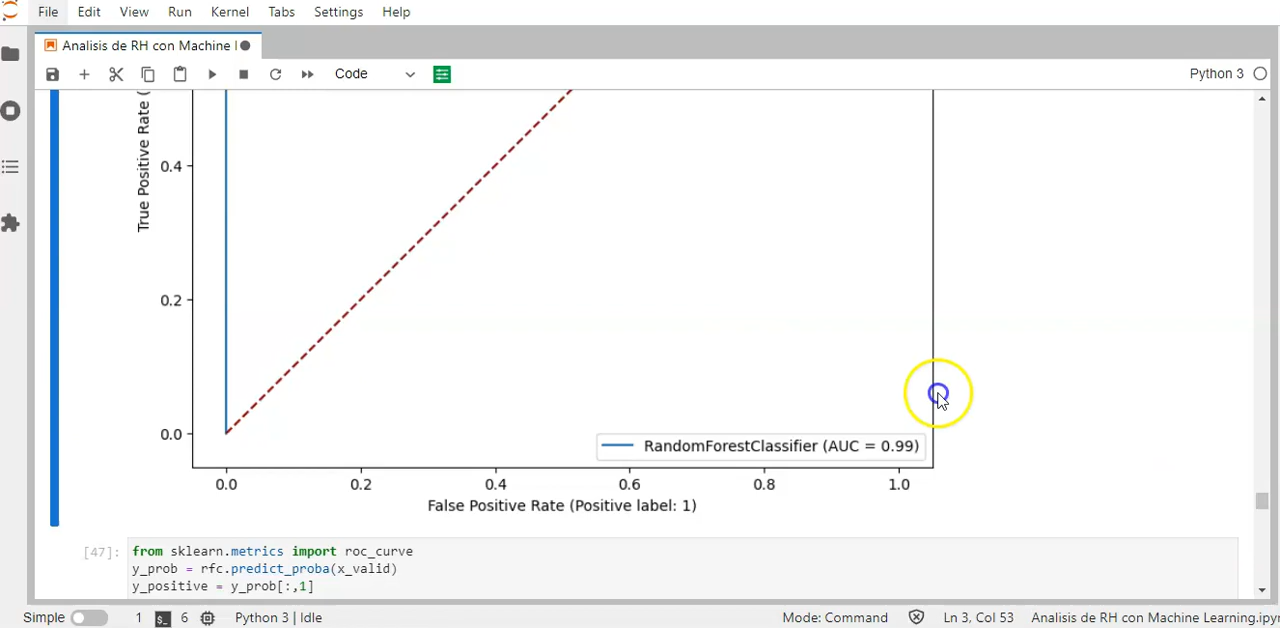 File Edit View Run Kernel Tabs Settings Help
Analisis de RH con Machine
Code
Python 3
True Positive Rate (
0.4
0.2
0.0
RandomForestClassifier (AUC = 0.99)
0.0 0.2 0.4 0.6 0.8 1.0
False Positive Rate (Positive label: 1)
[47]:
from sklearn.metrics import roc_curve
y_prob = rfc.predict_proba(x_valid)
y_positive = y_prob[:,1]
Simple 1 $_ 6 Python 3 | Idle Mode: Command Ln 3, Col 53 Analisis de RH con Machine Learning.ipy